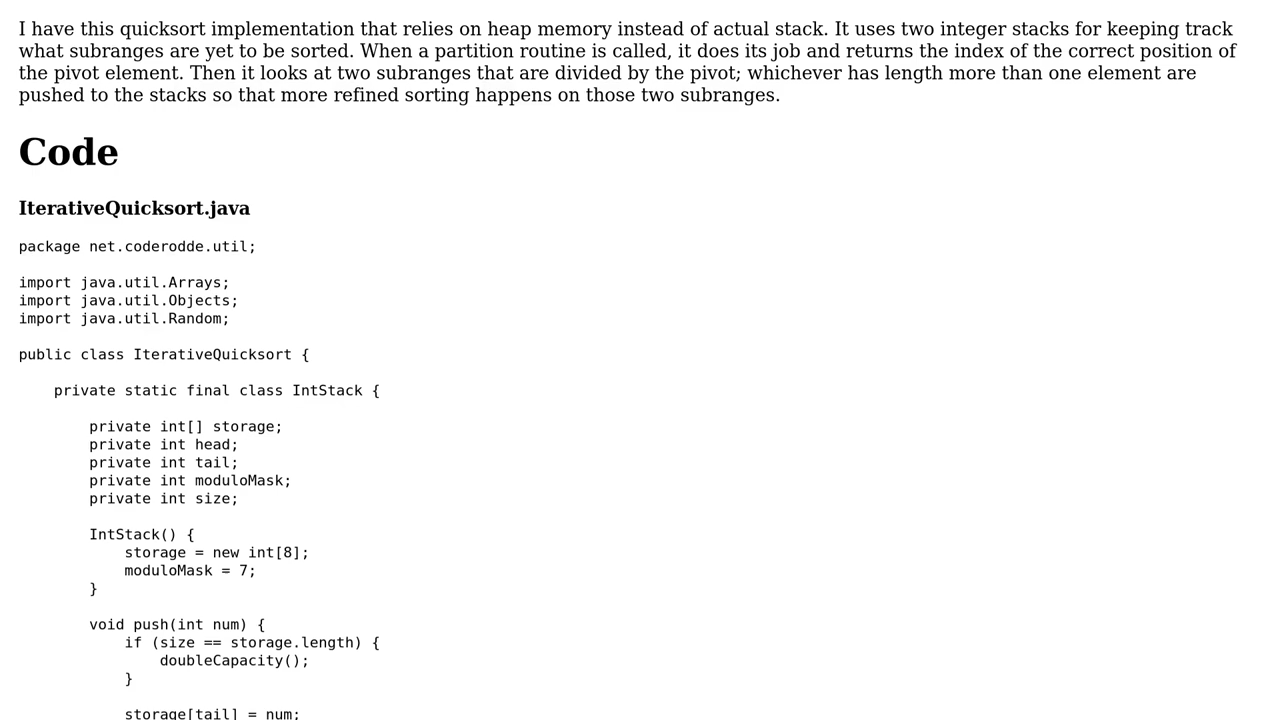 I have this quicksort implementation that relies on heap memory instead of actual stack. It uses two integer stacks for keeping track
what subranges are yet to be sorted. When a partition routine is called, it does its job and returns the index of the correct position of
the pivot element. Then it looks at two subranges that are divided by the pivot; whichever has length more than one element are
pushed to the stacks so that more refined sorting happens on those two subranges.
Code
IterativeQuicksort.java
package net.coderodde.util;
import java.util.Arrays;
import java.util.Objects;
import java.util.Random;
public class IterativeQuicksort {
    private static final class IntStack {
        private int[] storage;
        private int head;
        private int tail;
        private int moduloMask;
        private int size;
        IntStack() {
            storage = new int[8];
            moduloMask = 7;
        }
        void push(int num) {
            if (size == storage.length) {
                doubleCapacity();
            }
            storage[tail] = num;